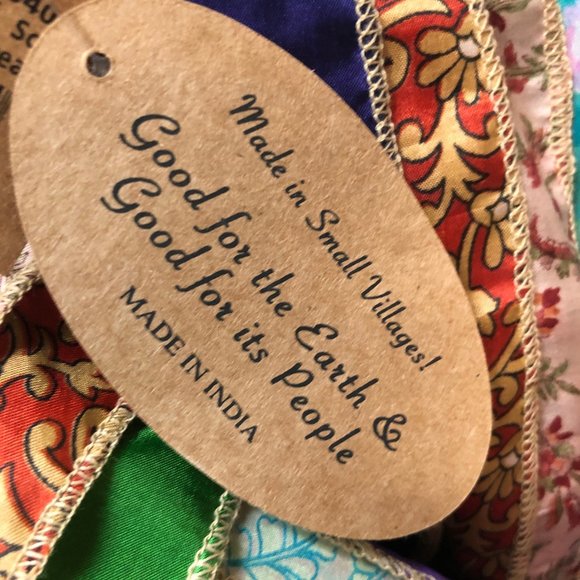 Made in Small Villages!
Good for the Earth &
Good for its People
MADE IN INDIA